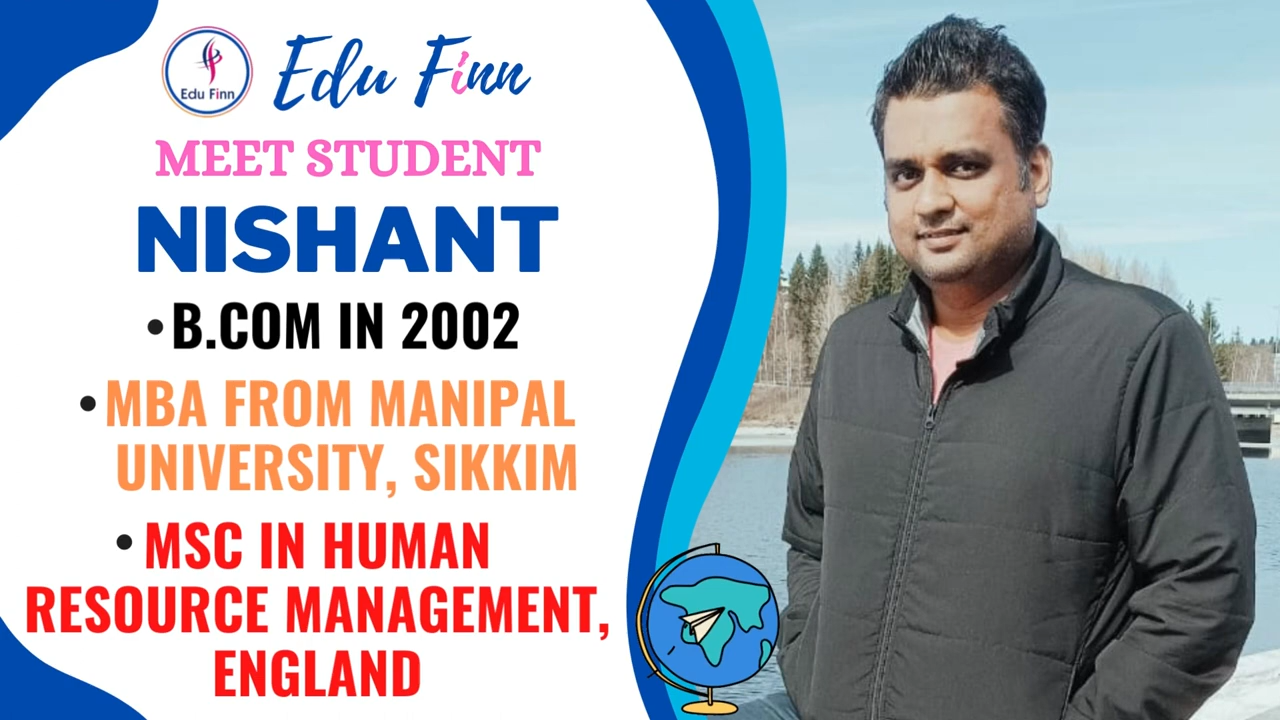 Edu Finn
Edu Finn
MEET STUDENT
NISHANT
•B.COM IN 2002
•MBA FROM MANIPAL
UNIVERSITY, SIKKIM
•MSC IN HUMAN
RESOURCE MANAGEMENT,
ENGLAND